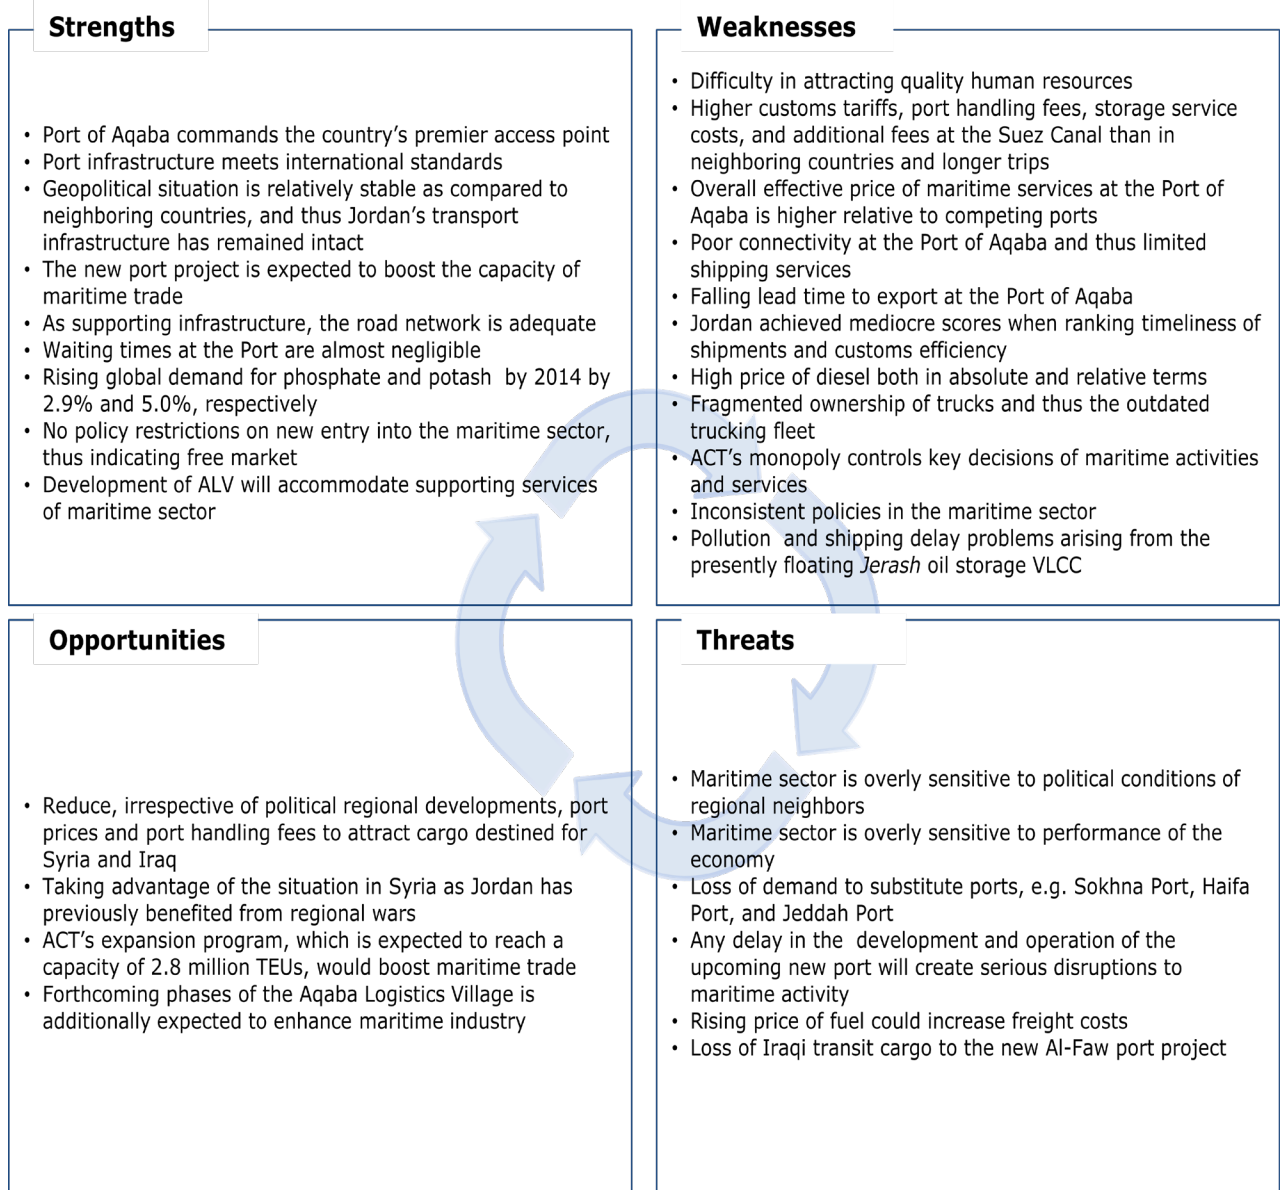 Strengths
• Port of Aqaba commands the country's premier access point
• Port infrastructure meets international standards
• Geopolitical situation is relatively stable as compared to
neighboring countries, and thus Jordan's transport
infrastructure has remained intact
• The new port project is expected to boost the capacity of
maritime trade
• As supporting infrastructure, the road network is adequate
• Waiting times at the Port are almost negligible
• Rising global demand for phosphate and potash  by 2014 by
2.9% and 5.0%, respectively
• No policy restrictions on new entry into the maritime sector,
thus indicating free market
• Development of ALV will accommodate supporting services
of maritime sector
Weaknesses
• Difficulty in attracting quality human resources
• Higher customs tariffs, port handling fees, storage service
costs, and additional fees at the Suez Canal than in
neighboring countries and longer trips
• Overall effective price of maritime services at the Port of
Aqaba is higher relative to competing ports
• Poor connectivity at the Port of Aqaba and thus limited
shipping services
• Falling lead time to export at the Port of Aqaba
• Jordan achieved mediocre scores when ranking timeliness of
shipments and customs efficiency
• High price of diesel both in absolute and relative terms
• Fragmented ownership of trucks and thus the outdated
trucking fleet
• ACT's monopoly controls key decisions of maritime activities
and services
• Inconsistent policies in the maritime sector
• Pollution  and shipping delay problems arising from the
presently floating Jerash oil storage VLCC
Opportunities
• Reduce, irrespective of political regional developments, port
prices and port handling fees to attract cargo destined for
Syria and Iraq
• Taking advantage of the situation in Syria as Jordan has
previously benefited from regional wars
• ACT's expansion program, which is expected to reach a
capacity of 2.8 million TEUs, would boost maritime trade
• Forthcoming phases of the Aqaba Logistics Village is
additionally expected to enhance maritime industry
Threats
• Maritime sector is overly sensitive to political conditions of
regional neighbors
• Maritime sector is overly sensitive to performance of the
economy
• Loss of demand to substitute ports, e.g. Sokhna Port, Haifa
Port, and Jeddah Port
• Any delay in the  development and operation of the
upcoming new port will create serious disruptions to
maritime activity
• Rising price of fuel could increase freight costs
• Loss of Iraqi transit cargo to the new Al-Faw port project